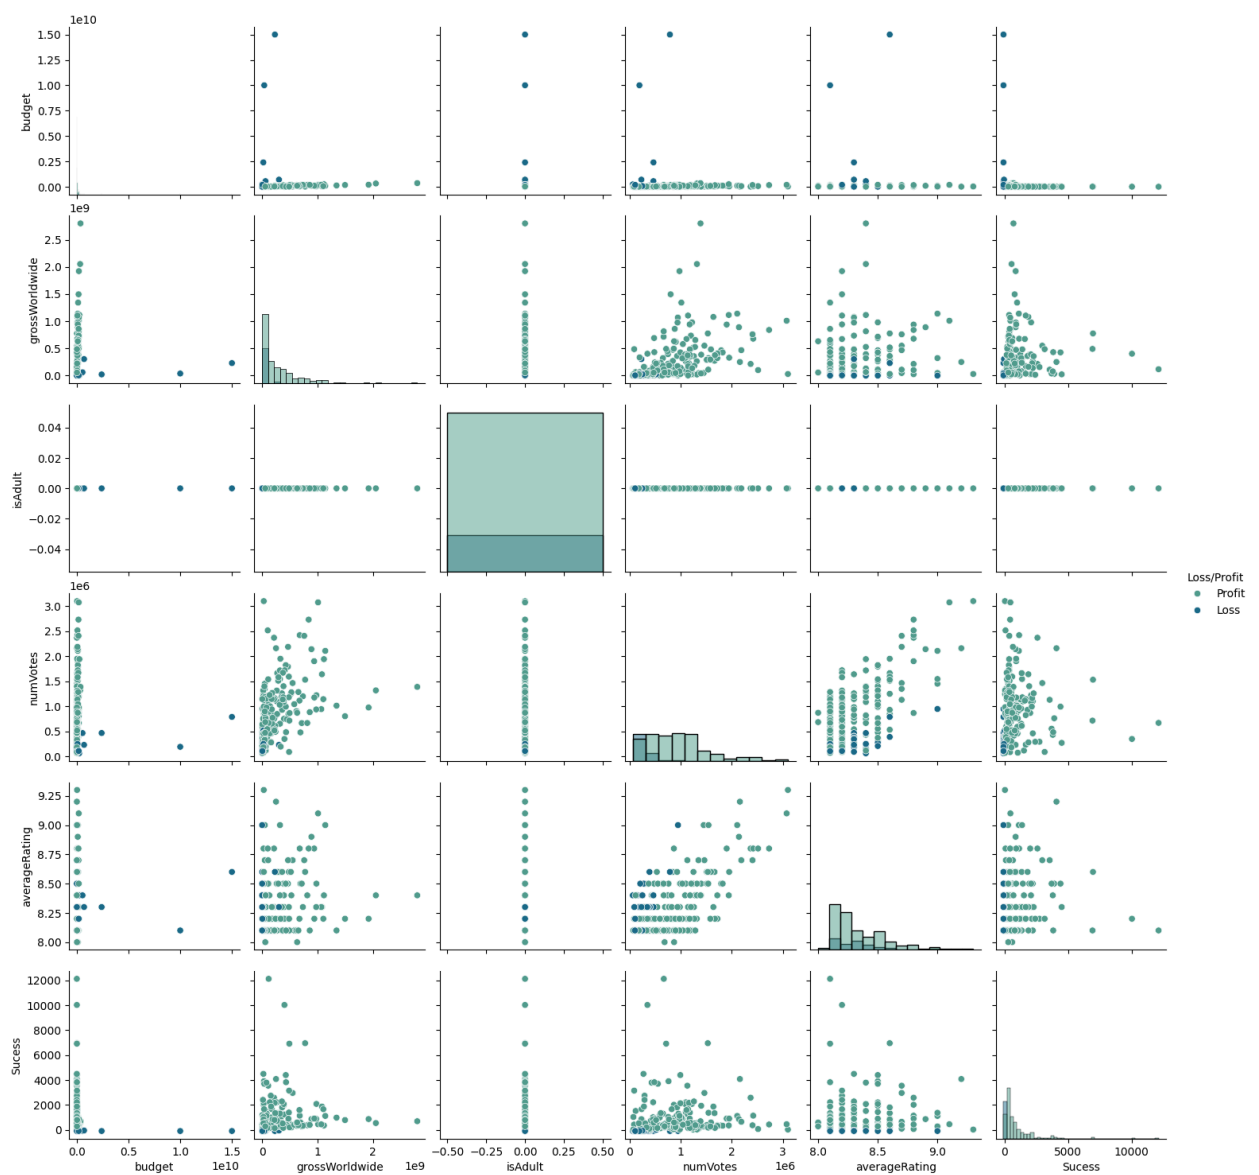 1e10
1.50
1.25
1.00
0.75
0.50
0.25
0.00
budget
1e9
2.5
2.0
1.5
1.0
0.5
0.0
grossWorldwide
0.04
0.02
0.00
−0.02
−0.04
isAdult
Loss/Profit
Profit
Loss
1e6
3.0
2.5
2.0
1.5
1.0
0.5
0.0
numVotes
9.25
9.00
8.75
8.50
8.25
8.00
averageRating
12000
10000
8000
6000
4000
2000
0
Sucess
0.0 0.5 1.0 1.5 0 1 2 −0.50 −0.25 0.00 0.25 0.50 0 1 2 3 8.0 8.5 9.0 0 5000 10000
budget 1e10 grossWorldwide 1e9 isAdult numVotes 1e6 averageRating Sucess